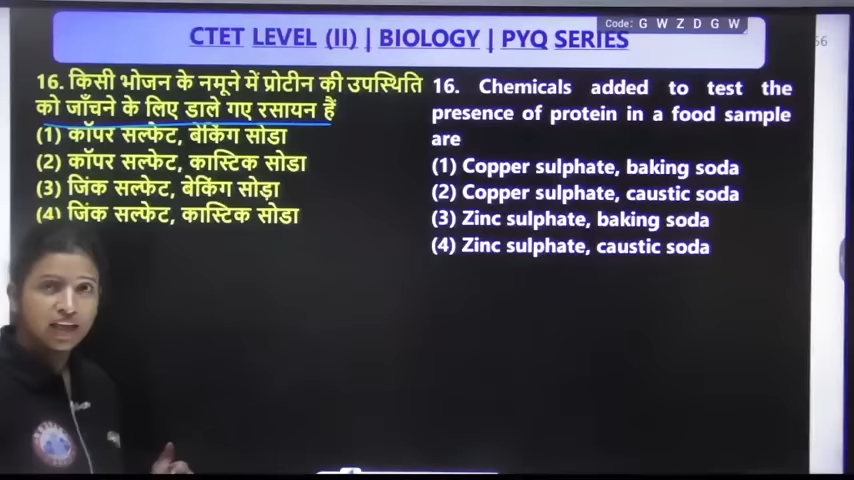 Code: G W Z D G W
CTET LEVEL (II) | BIOLOGY | PYQ SERIES
66
16. किसी भोजन के नमूने में प्रोटीन की उपस्थिति
को जाँचने के लिए डाले गए रसायन हैं
(1) कॉपर सल्फेट, बेकिंग सोडा
(2) कॉपर सल्फेट, कास्टिक सोडा
(3) जिंक सल्फेट, बेकिंग सोड़ा
(4) जिंक सल्फेट, कास्टिक सोडा
16. Chemicals added to test the
presence of protein in a food sample
are
(1) Copper sulphate, baking soda
(2) Copper sulphate, caustic soda
(3) Zinc sulphate, baking soda
(4) Zinc sulphate, caustic soda